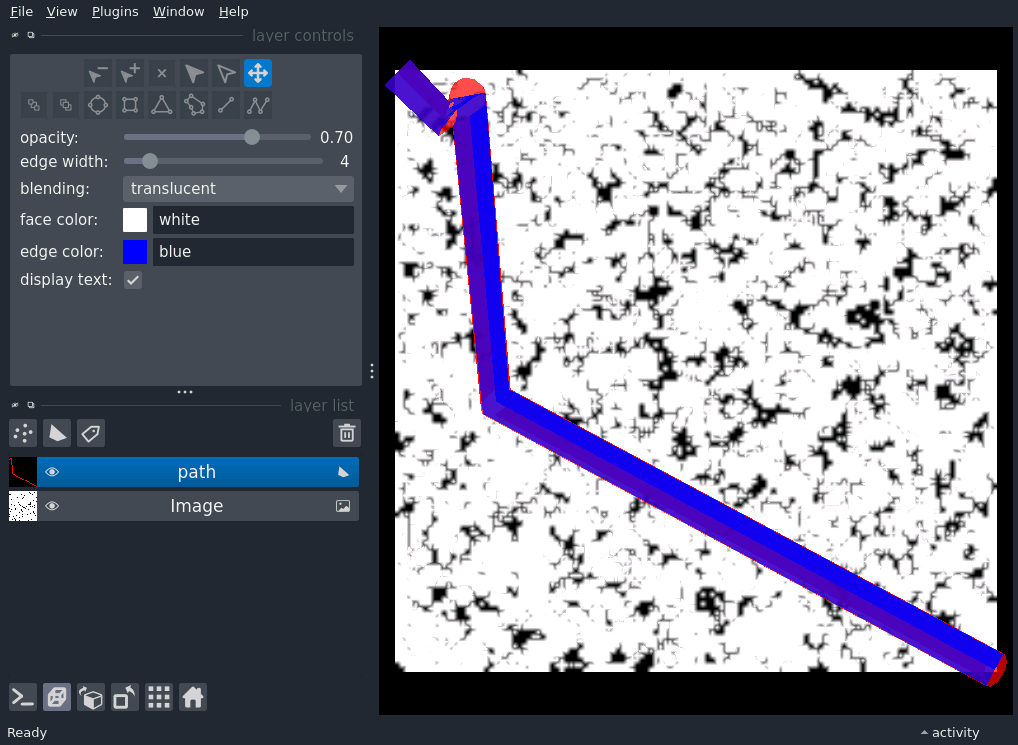 File View Plugins Window Help
layer controls
opacity: 0.70
edge width: 4
blending: translucent
face color: white
edge color: blue
display text:
layer list
path
Image
Ready activity